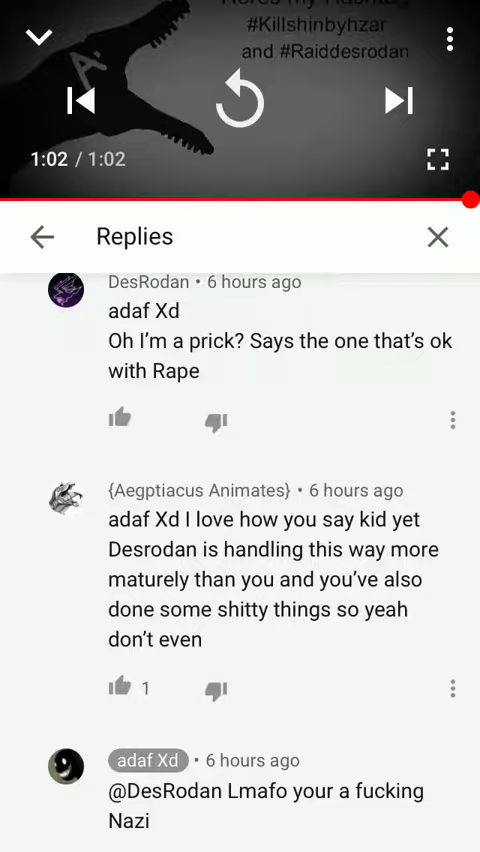 #Killshinbyhzar
and #Raiddesrodan
A
1:02 / 1:02
Replies
DesRodan • 6 hours ago
adaf Xd
Oh I'm a prick? Says the one that's ok
with Rape
{Aegptiacus Animates} • 6 hours ago
adaf Xd I love how you say kid yet
Desrodan is handling this way more
maturely than you and you've also
done some shitty things so yeah
don't even
1
adaf Xd • 6 hours ago
@DesRodan Lmafo your a fucking
Nazi